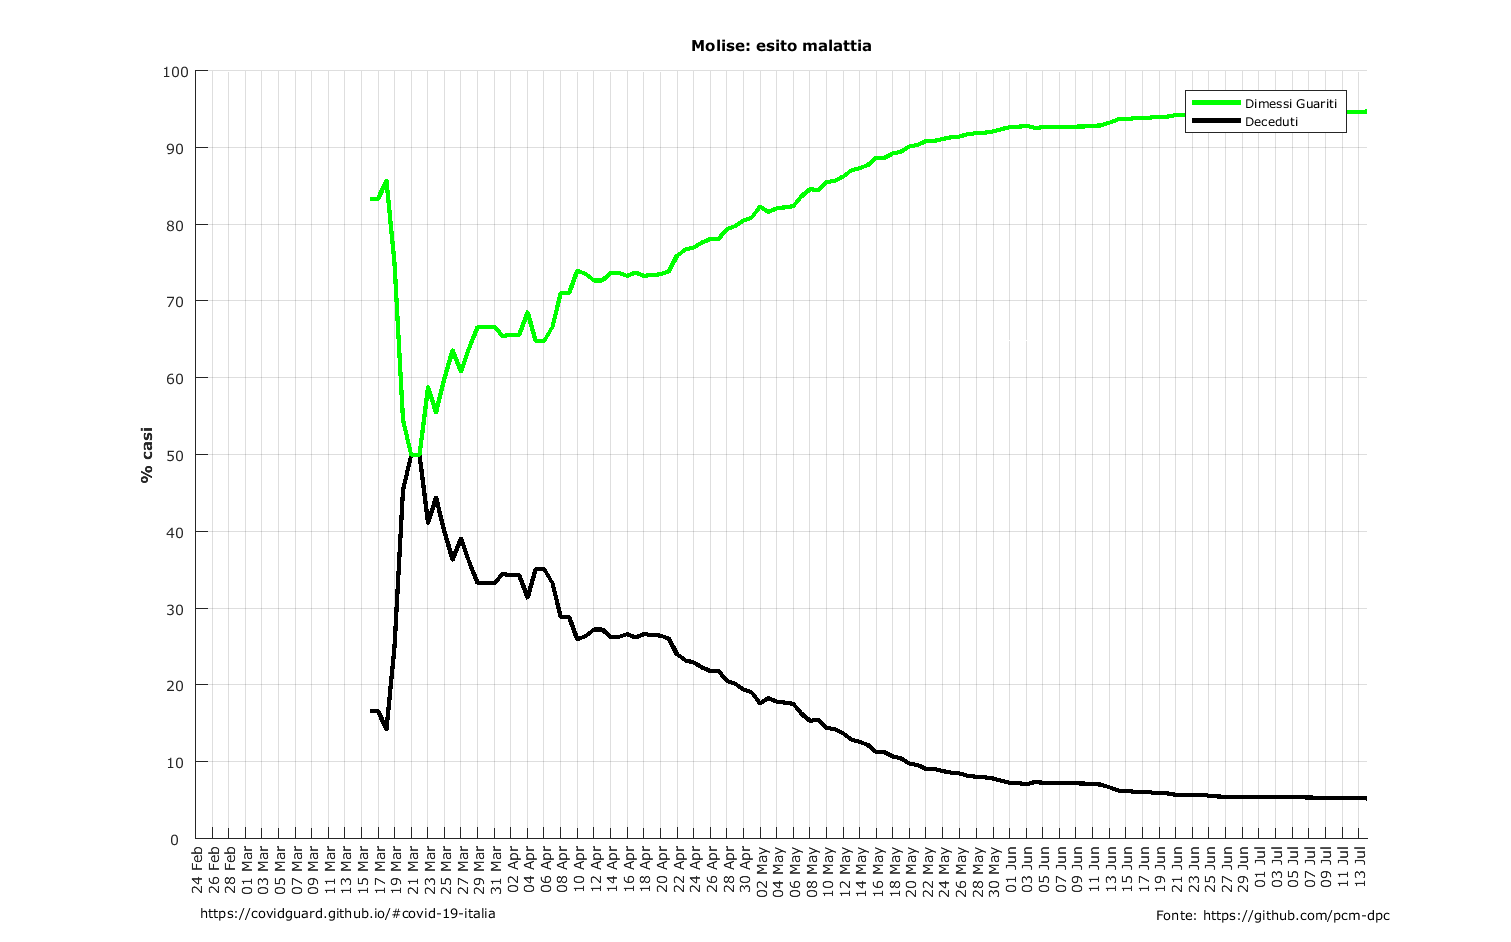 Molise: esito malattia
100
90
80
70
60
50
40
30
20
10
0
% casi
Dimessi Guariti
Deceduti
24 Feb
26 Feb
28 Feb
01 Mar
03 Mar
05 Mar
07 Mar
09 Mar
11 Mar
13 Mar
15 Mar
17 Mar
19 Mar
21 Mar
23 Mar
25 Mar
27 Mar
29 Mar
31 Mar
02 Apr
04 Apr
06 Apr
08 Apr
10 Apr
12 Apr
14 Apr
16 Apr
18 Apr
20 Apr
22 Apr
24 Apr
26 Apr
28 Apr
30 Apr
02 May
04 May
06 May
08 May
10 May
12 May
14 May
16 May
18 May
20 May
22 May
24 May
26 May
28 May
30 May
01 Jun
03 Jun
05 Jun
07 Jun
09 Jun
11 Jun
13 Jun
15 Jun
17 Jun
19 Jun
21 Jun
23 Jun
25 Jun
27 Jun
29 Jun
01 Jul
03 Jul
05 Jul
07 Jul
09 Jul
11 Jul
13 Jul
https://covidguard.github.io/#covid-19-italia
Fonte: https://github.com/pcm-dpc